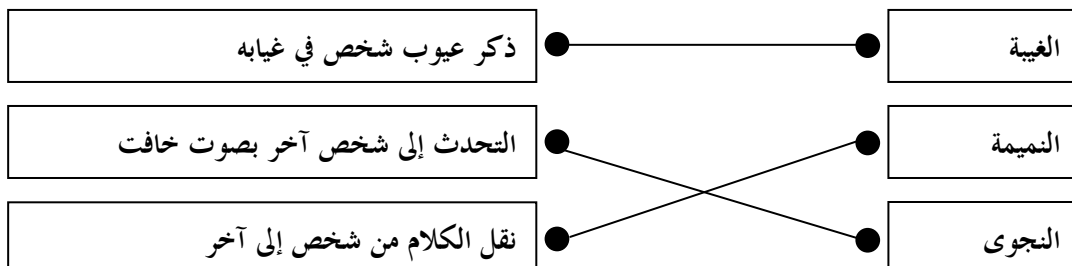 الغيبة
ذكر عيوب شخص في غيابه
النميمة
التحدث إلى شخص آخر بصوت خافت
النجوى
نقل الكلام من شخص إلى آخر